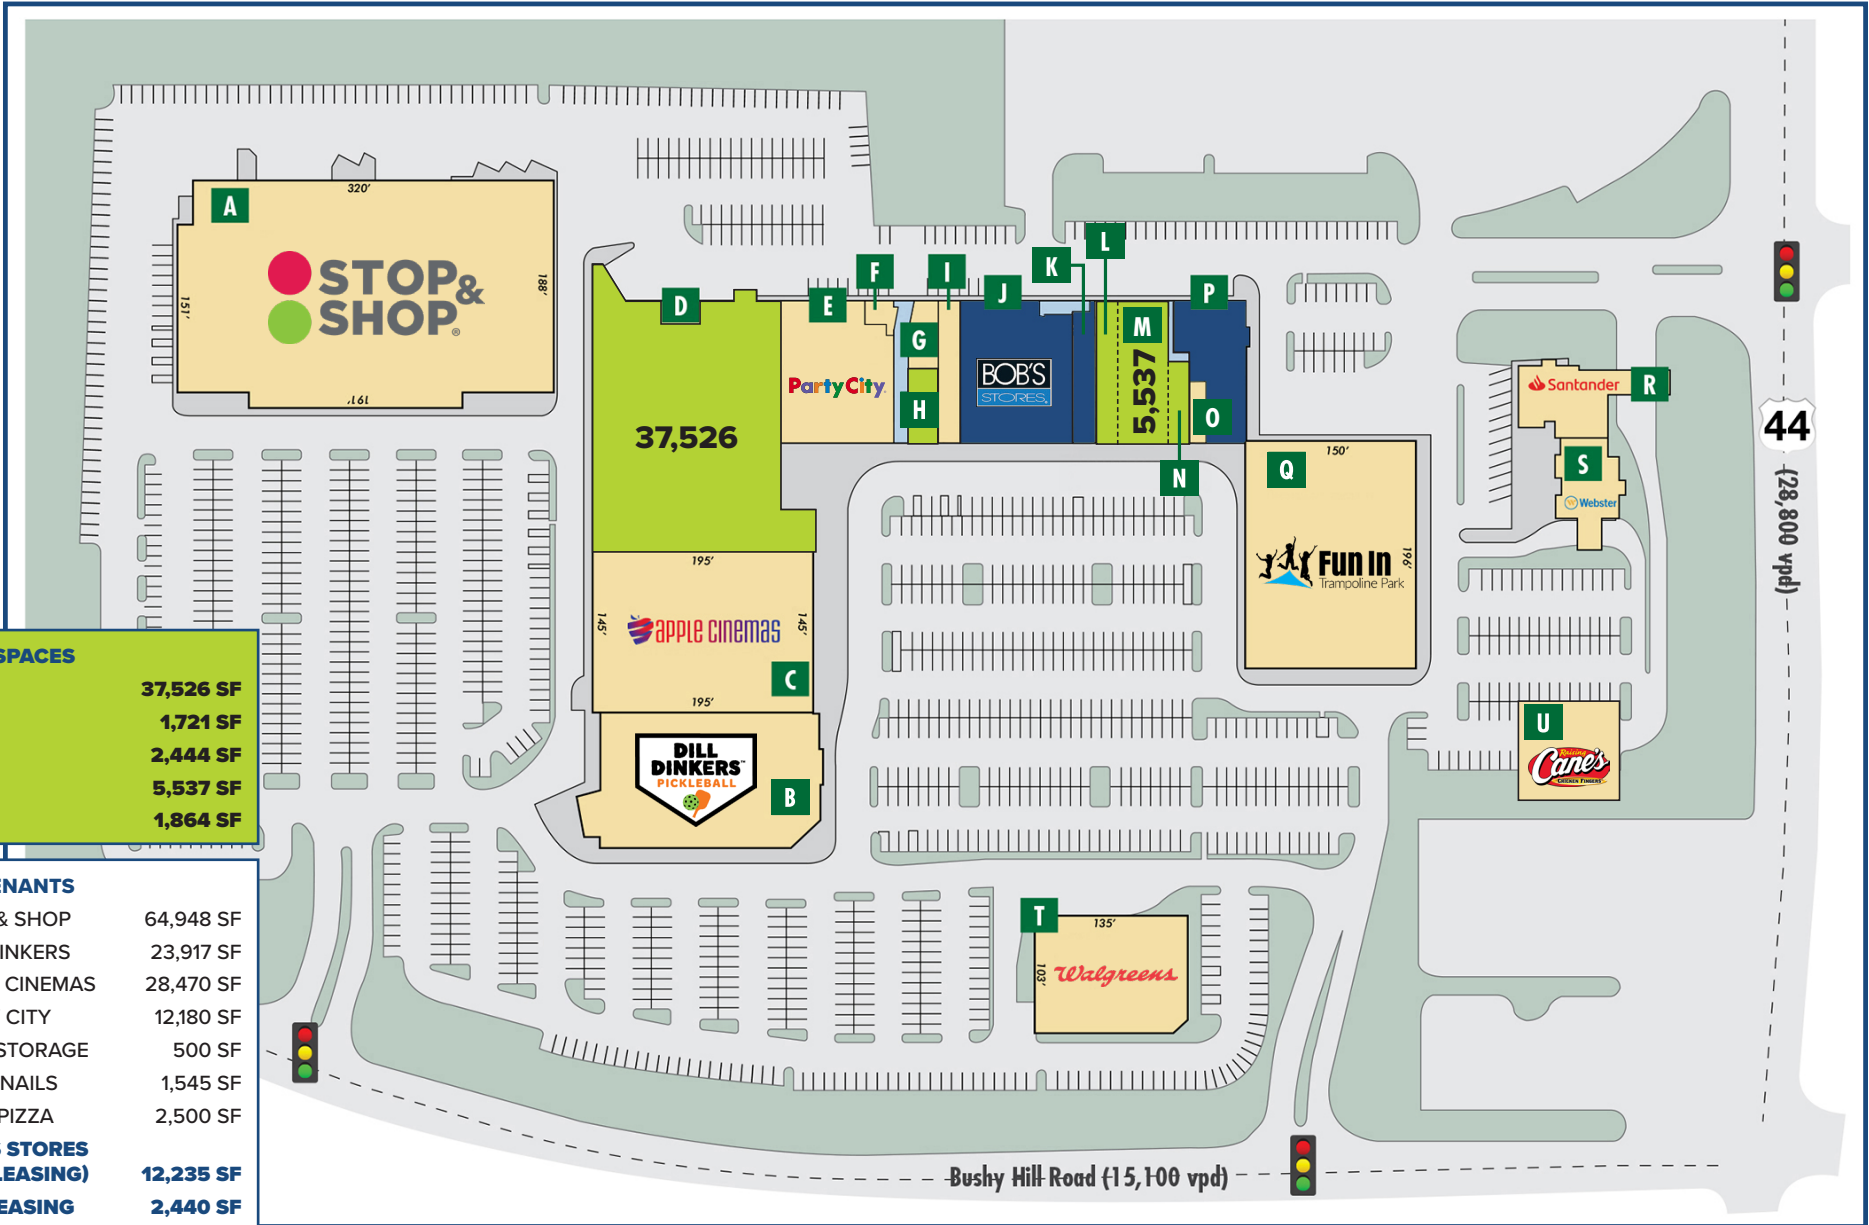 A
320'
STOP&
SHOP®
151'
188'
161'
F
I
K
L
D
E
J
P
G
M
H
O
N
PartyCity
BOB'S
STORES
5,537
37,526
Santander
R
S
Webster
44
(28,800 vpd)
Q
150'
Fun In
Trampoline Park
196'
195'
145'
APPLE CINEMAS
145'
C
195'
DILL
DINKERS™
PICKLEBALL
B
U
Raising
Cane's
CHICKEN FINGERS
T
135'
103'
Walgreens
Bushy Hill Road (15,100 vpd)
SPACES
37,526 SF
1,721 SF
2,444 SF
5,537 SF
1,864 SF
ENANTS
& SHOP 64,948 SF
INKERS 23,917 SF
CINEMAS 28,470 SF
CITY 12,180 SF
STORAGE 500 SF
NAILS 1,545 SF
PIZZA 2,500 SF
S STORES
LEASING) 12,235 SF
EASING 2,440 SF